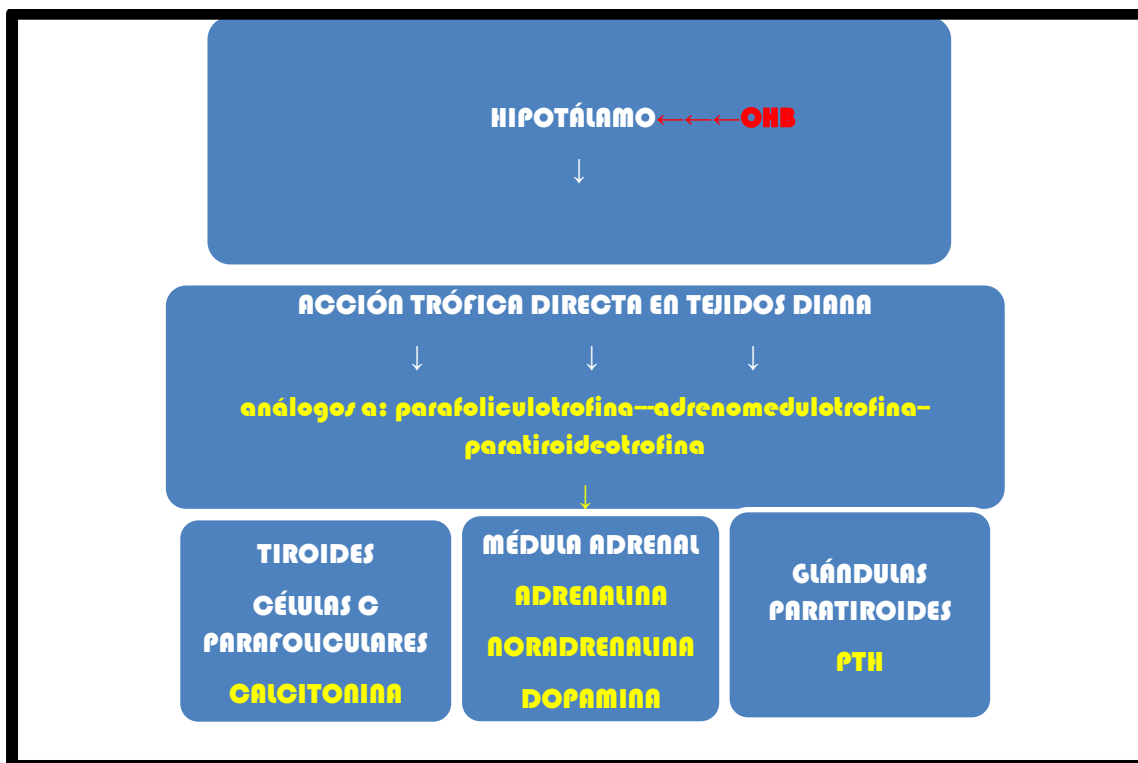 HIPOTÁLAMO←←←OHB
↓
ACCIÓN TRÓFICA DIRECTA EN TEJIDOS DIANA
↓ ↓ ↓
análogos a: parafoliculotrofina---adrenomedulotrofina--
paratiroideotrofina
↓
TIROIDES
CÉLULAS C
PARAFOLICULARES
CALCITONINA
MÉDULA ADRENAL
ADRENALINA
NORADRENALINA
DOPAMINA
GLÁNDULAS
PARATIROIDES
PTH